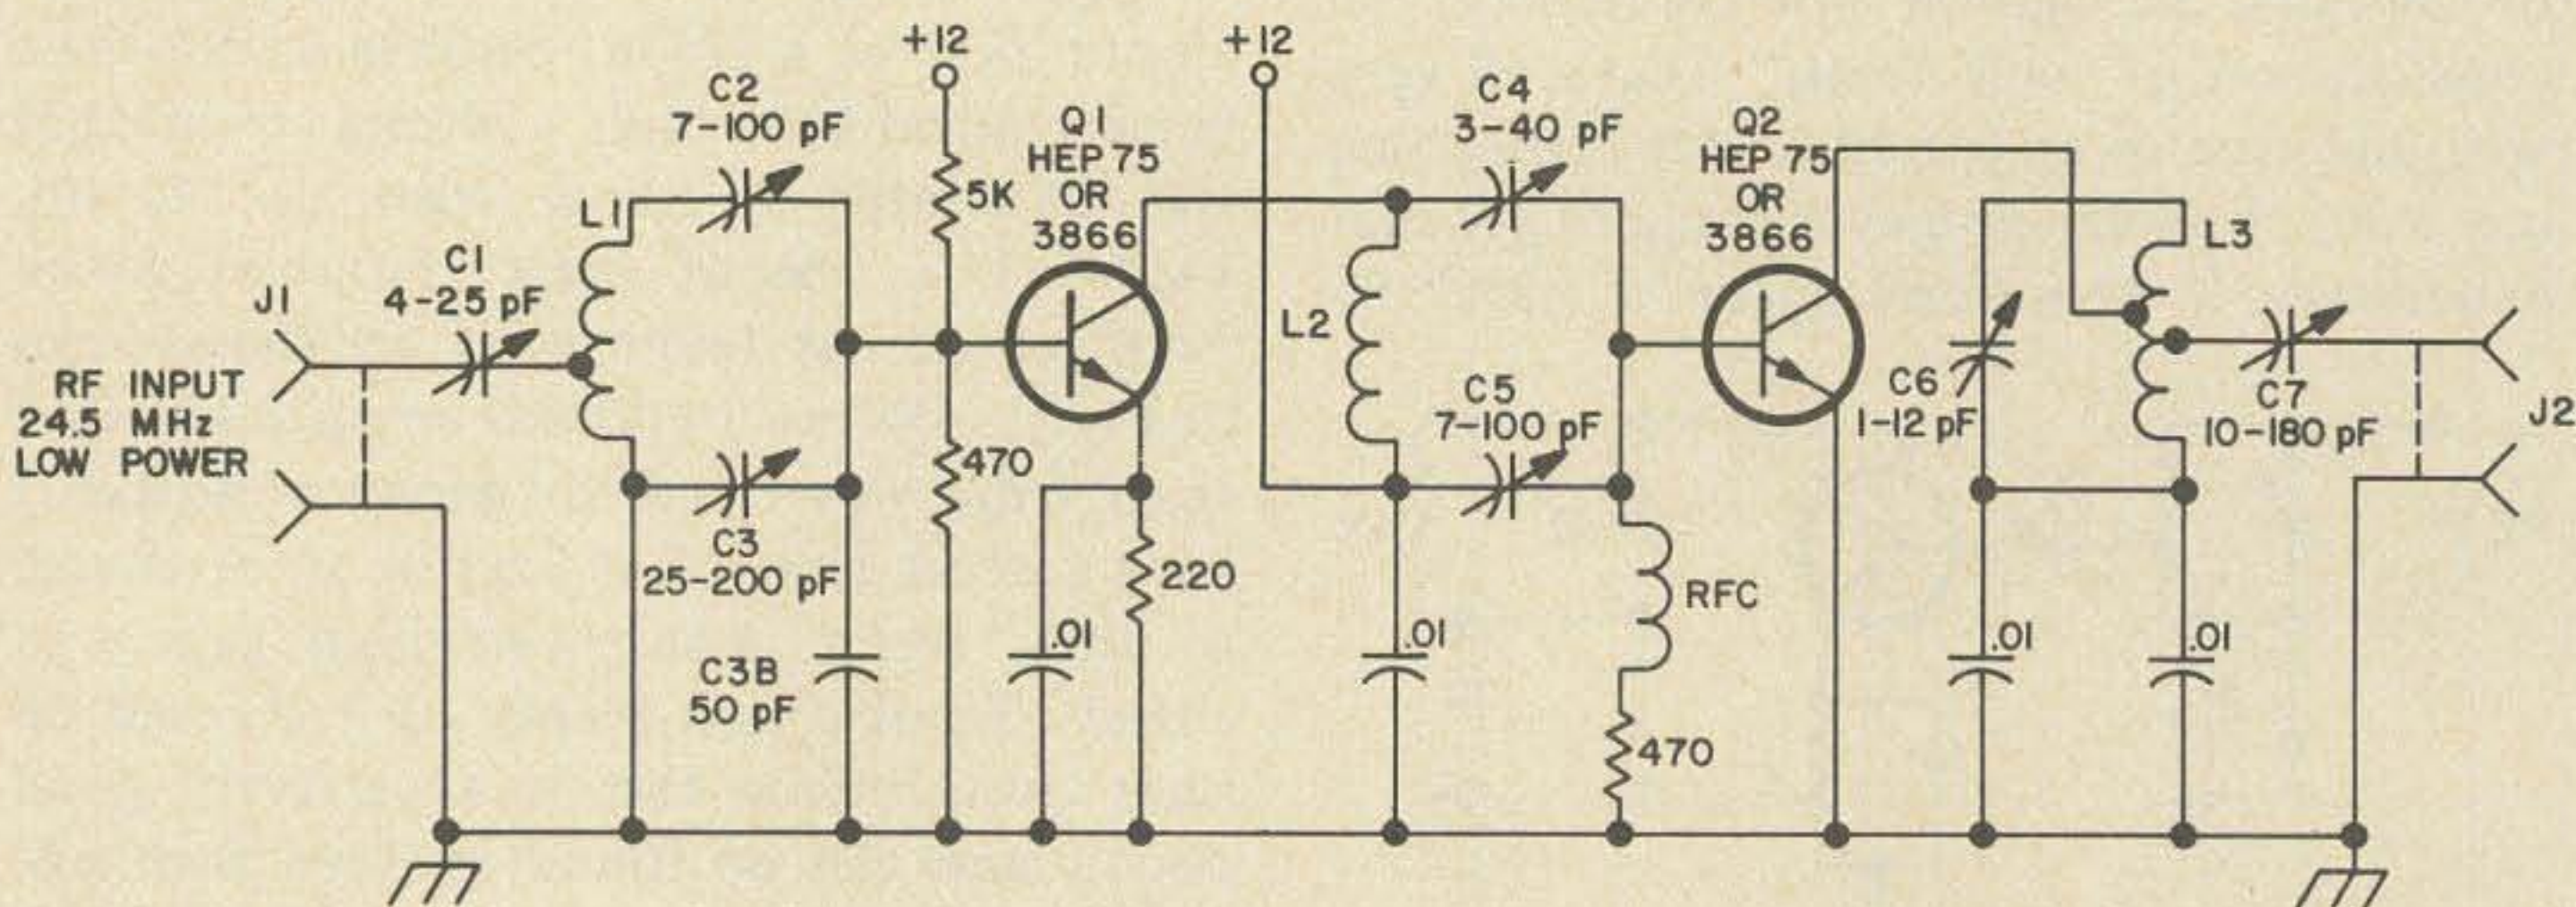 +12
+12
C2
7-100 pF
Q1
HEP 75
OR
3866
C4
3-40 pF
Q2
HEP 75
OR
3866
5K
L1
L3
C1
4-25 pF
J1
L2
RF INPUT
24.5 MHz
LOW POWER
C5
7-100 pF
C6
1-12 pF
C7
10-180 pF
J2
470
C3
25-200 pF
220
RFC
.01
.01
.01
.01
C3B
50 pF
470